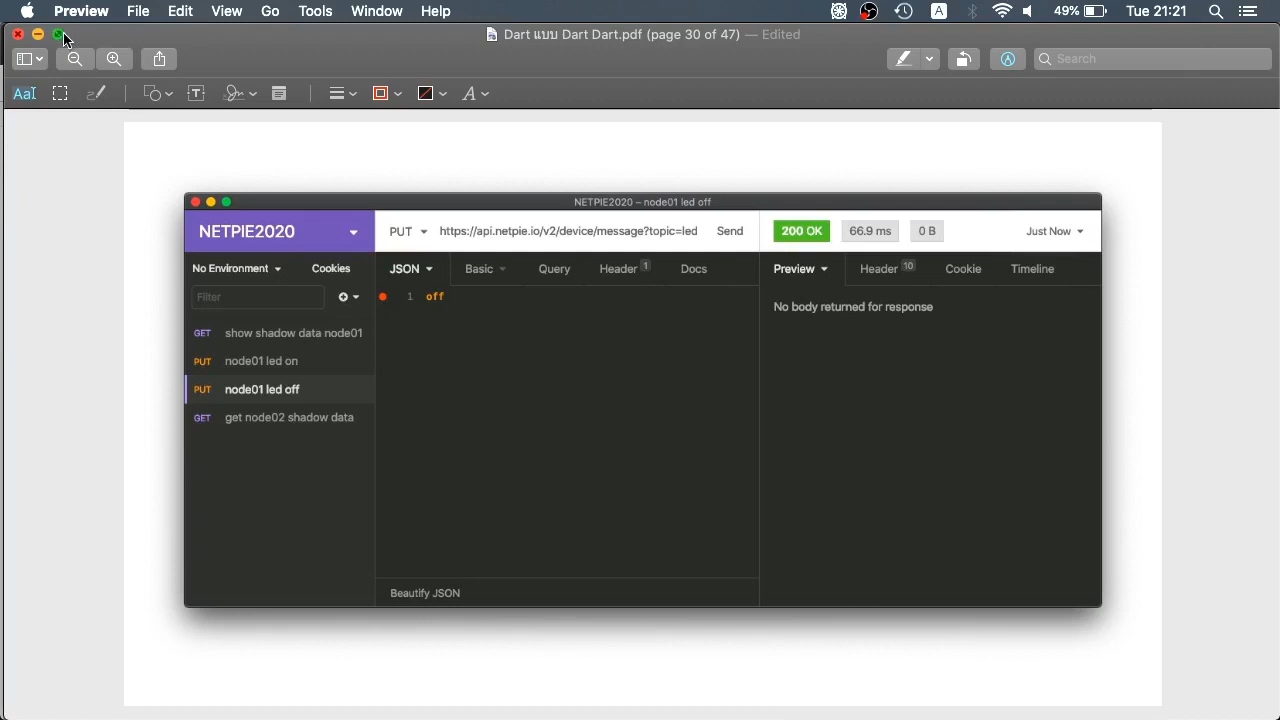 Preview File Edit View Go Tools Window Help
A 49% Tue 21:21
Dart แบบ Dart Dart.pdf (page 30 of 47) — Edited
Search
AaI T A
NETPIE2020 – node01 led off
NETPIE2020 PUT https://api.netpie.io/v2/device/message?topic=led Send 200 OK 66.9 ms 0 B Just Now
No Environment Cookies JSON Basic Query Header 1 Docs Preview Header 10 Cookie Timeline
Filter 1 off
No body returned for response
GET show shadow data node01
PUT node01 led on
PUT node01 led off
GET get node02 shadow data
Beautify JSON